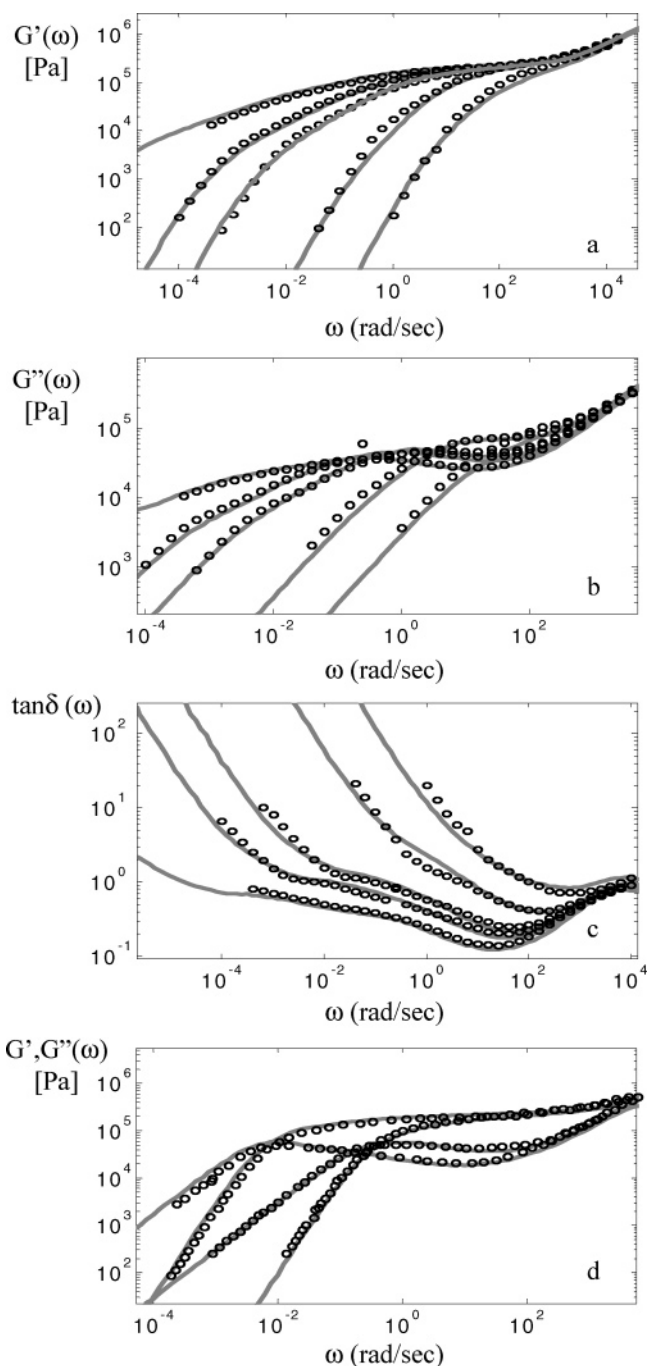 G'(ω)
[Pa]
10^6
10^5
10^4
10^3
10^2
a
10^-4 10^-2 10^0 10^2 10^4
ω (rad/sec)
G''(ω)
[Pa]
10^5
10^4
10^3
b
10^-4 10^-2 10^0 10^2
ω (rad/sec)
tanδ (ω)
10^2
10^1
10^0
10^-1
c
10^-4 10^-2 10^0 10^2 10^4
ω (rad/sec)
G',G''(ω)
[Pa]
10^6
10^5
10^4
10^3
10^2
d
10^-4 10^-2 10^0 10^2
ω (rad/sec)